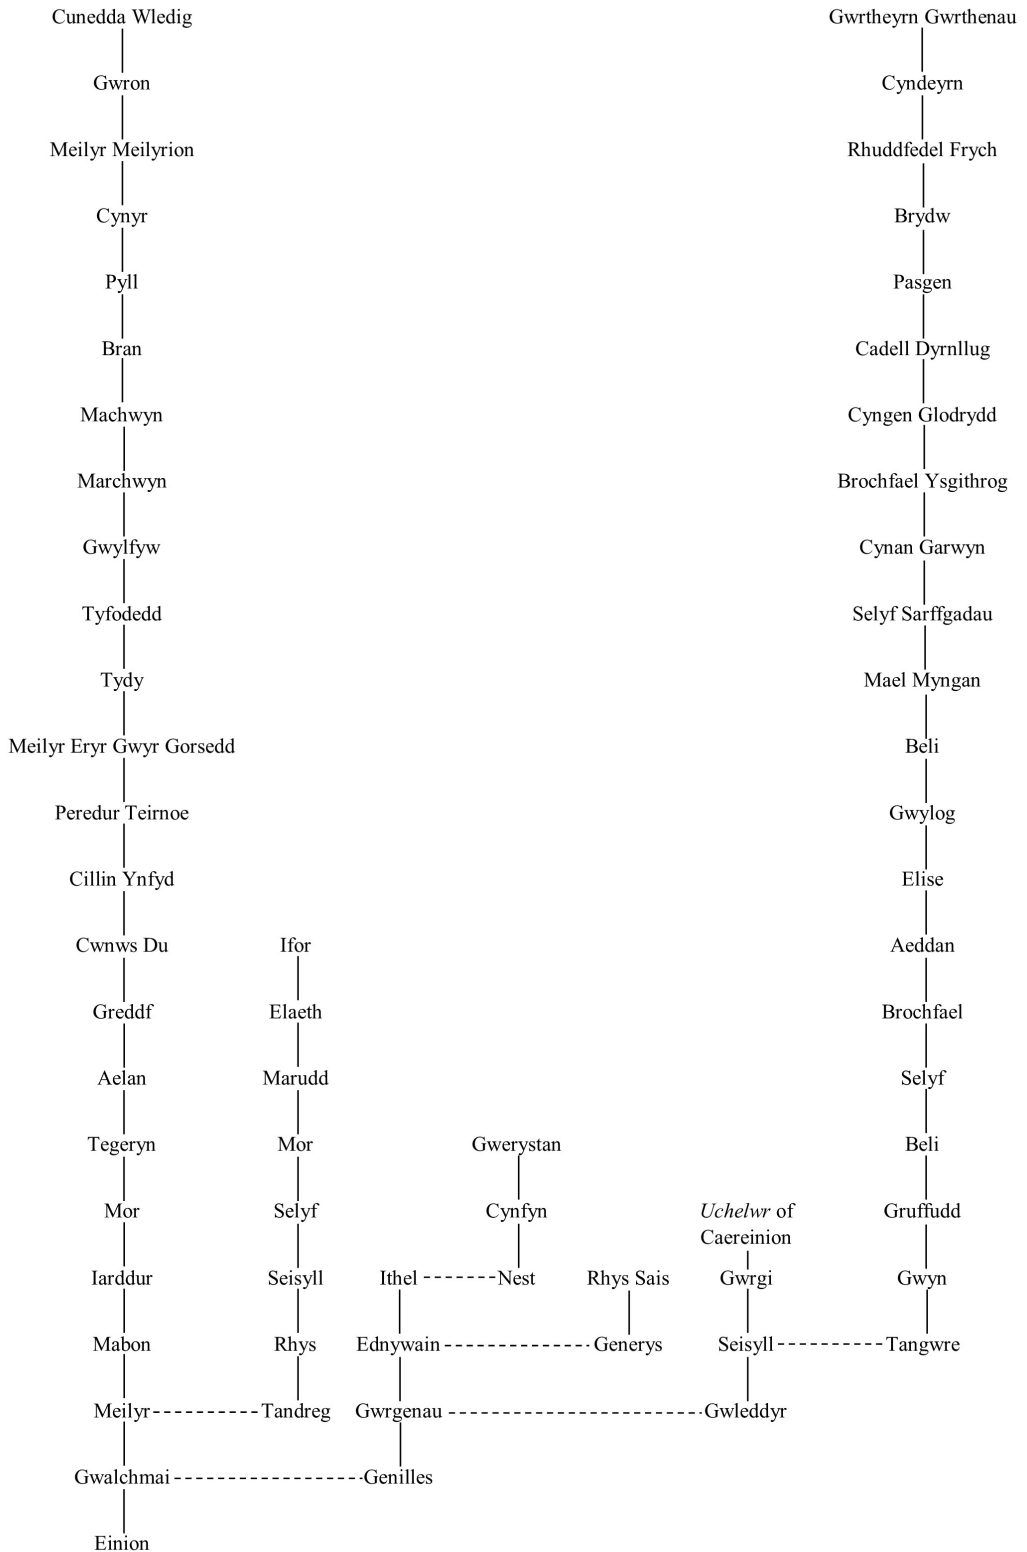 Cunedda Wledig
Gwrtheyrn Gwrthenau
Gwron
Cyndeyrn
Meilyr Meilyrion
Rhuddfedel Frych
Cynyr
Brydw
Pyll
Pasgen
Bran
Cadell Dyrnllug
Machwyn
Cyngen Glodrydd
Marchwyn
Brochfael Ysgithrog
Gwylfyw
Cynan Garwyn
Tyfodedd
Selyf Sarffgadau
Tydy
Mael Myngan
Meilyr Eryr Gwyr Gorsedd
Beli
Peredur Teirnoe
Gwylog
Cillin Ynfyd
Elise
Cwnws Du
Ifor
Aeddan
Greddf
Elaeth
Brochfael
Aelan
Marudd
Selyf
Tegeryn
Mor
Gwerystan
Beli
Mor
Selyf
Cynfyn
Uchelwr of
Caereinion
Gruffudd
Iarddur
Seisyll
Ithel
Nest
Rhys Sais
Gwrgi
Gwyn
Mabon
Rhys
Ednywain
Generys
Seisyll
Tangwre
Meilyr
Tandreg
Gwrgenau
Gwleddyr
Gwalchmai
Genilles
Einion